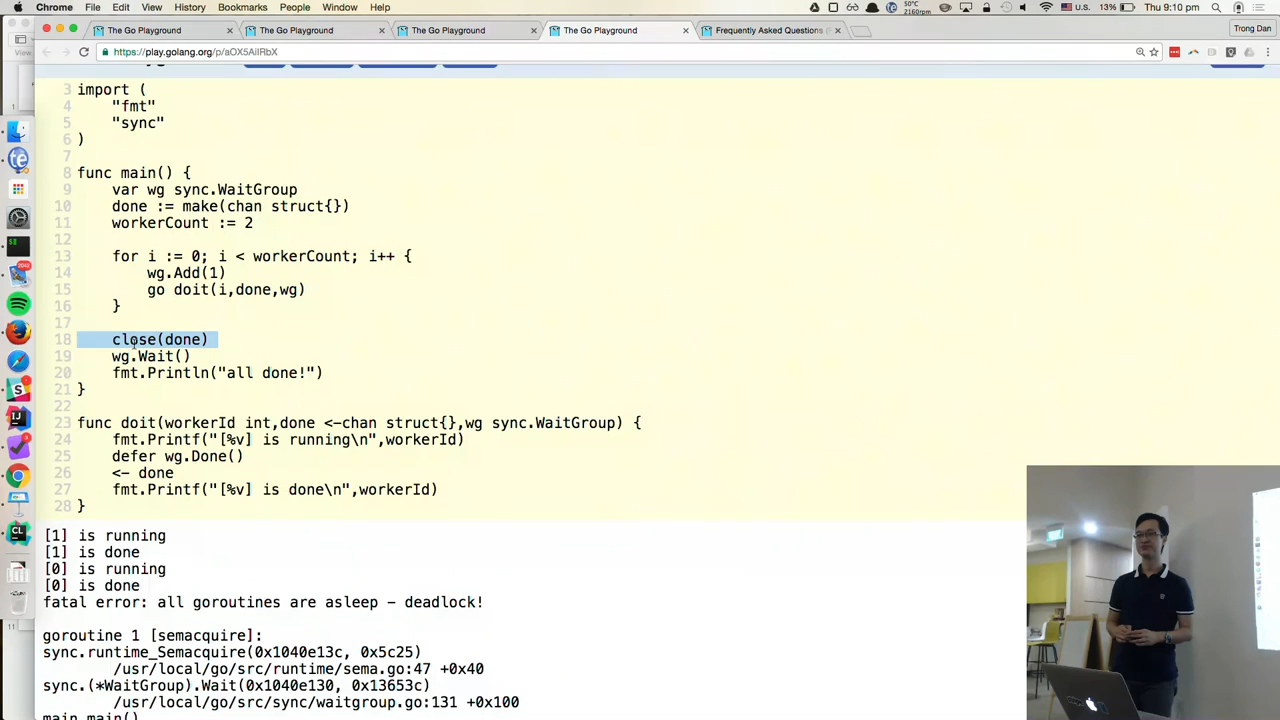 Chrome File Edit View History Bookmarks People Window Help
50°C
2160rpm
U.S. 13% Thu 9:10 pm
The Go Playground
The Go Playground
The Go Playground
The Go Playground
Frequently Asked Questions
Trong Dan
https://play.golang.org/p/aOX5AilRbX
View
3 import (
4 "fmt"
5 "sync"
6 )
7
8 func main() {
9 var wg sync.WaitGroup
10 done := make(chan struct{})
11 workerCount := 2
12
13 for i := 0; i < workerCount; i++ {
14 wg.Add(1)
15 go doit(i,done,wg)
16 }
17
18 close(done)
19 wg.Wait()
20 fmt.Println("all done!")
21 }
22
23 func doit(workerId int,done <-chan struct{},wg sync.WaitGroup) {
24 fmt.Printf("[%v] is running\n",workerId)
25 defer wg.Done()
26 <- done
27 fmt.Printf("[%v] is done\n",workerId)
28 }
[1] is running
[1] is done
[0] is running
[0] is done
fatal error: all goroutines are asleep - deadlock!
goroutine 1 [semacquire]:
sync.runtime_Semacquire(0x1040e13c, 0x5c25)
/usr/local/go/src/runtime/sema.go:47 +0x40
sync.(*WaitGroup).Wait(0x1040e130, 0x13653c)
/usr/local/go/src/sync/waitgroup.go:131 +0x100
main.main()